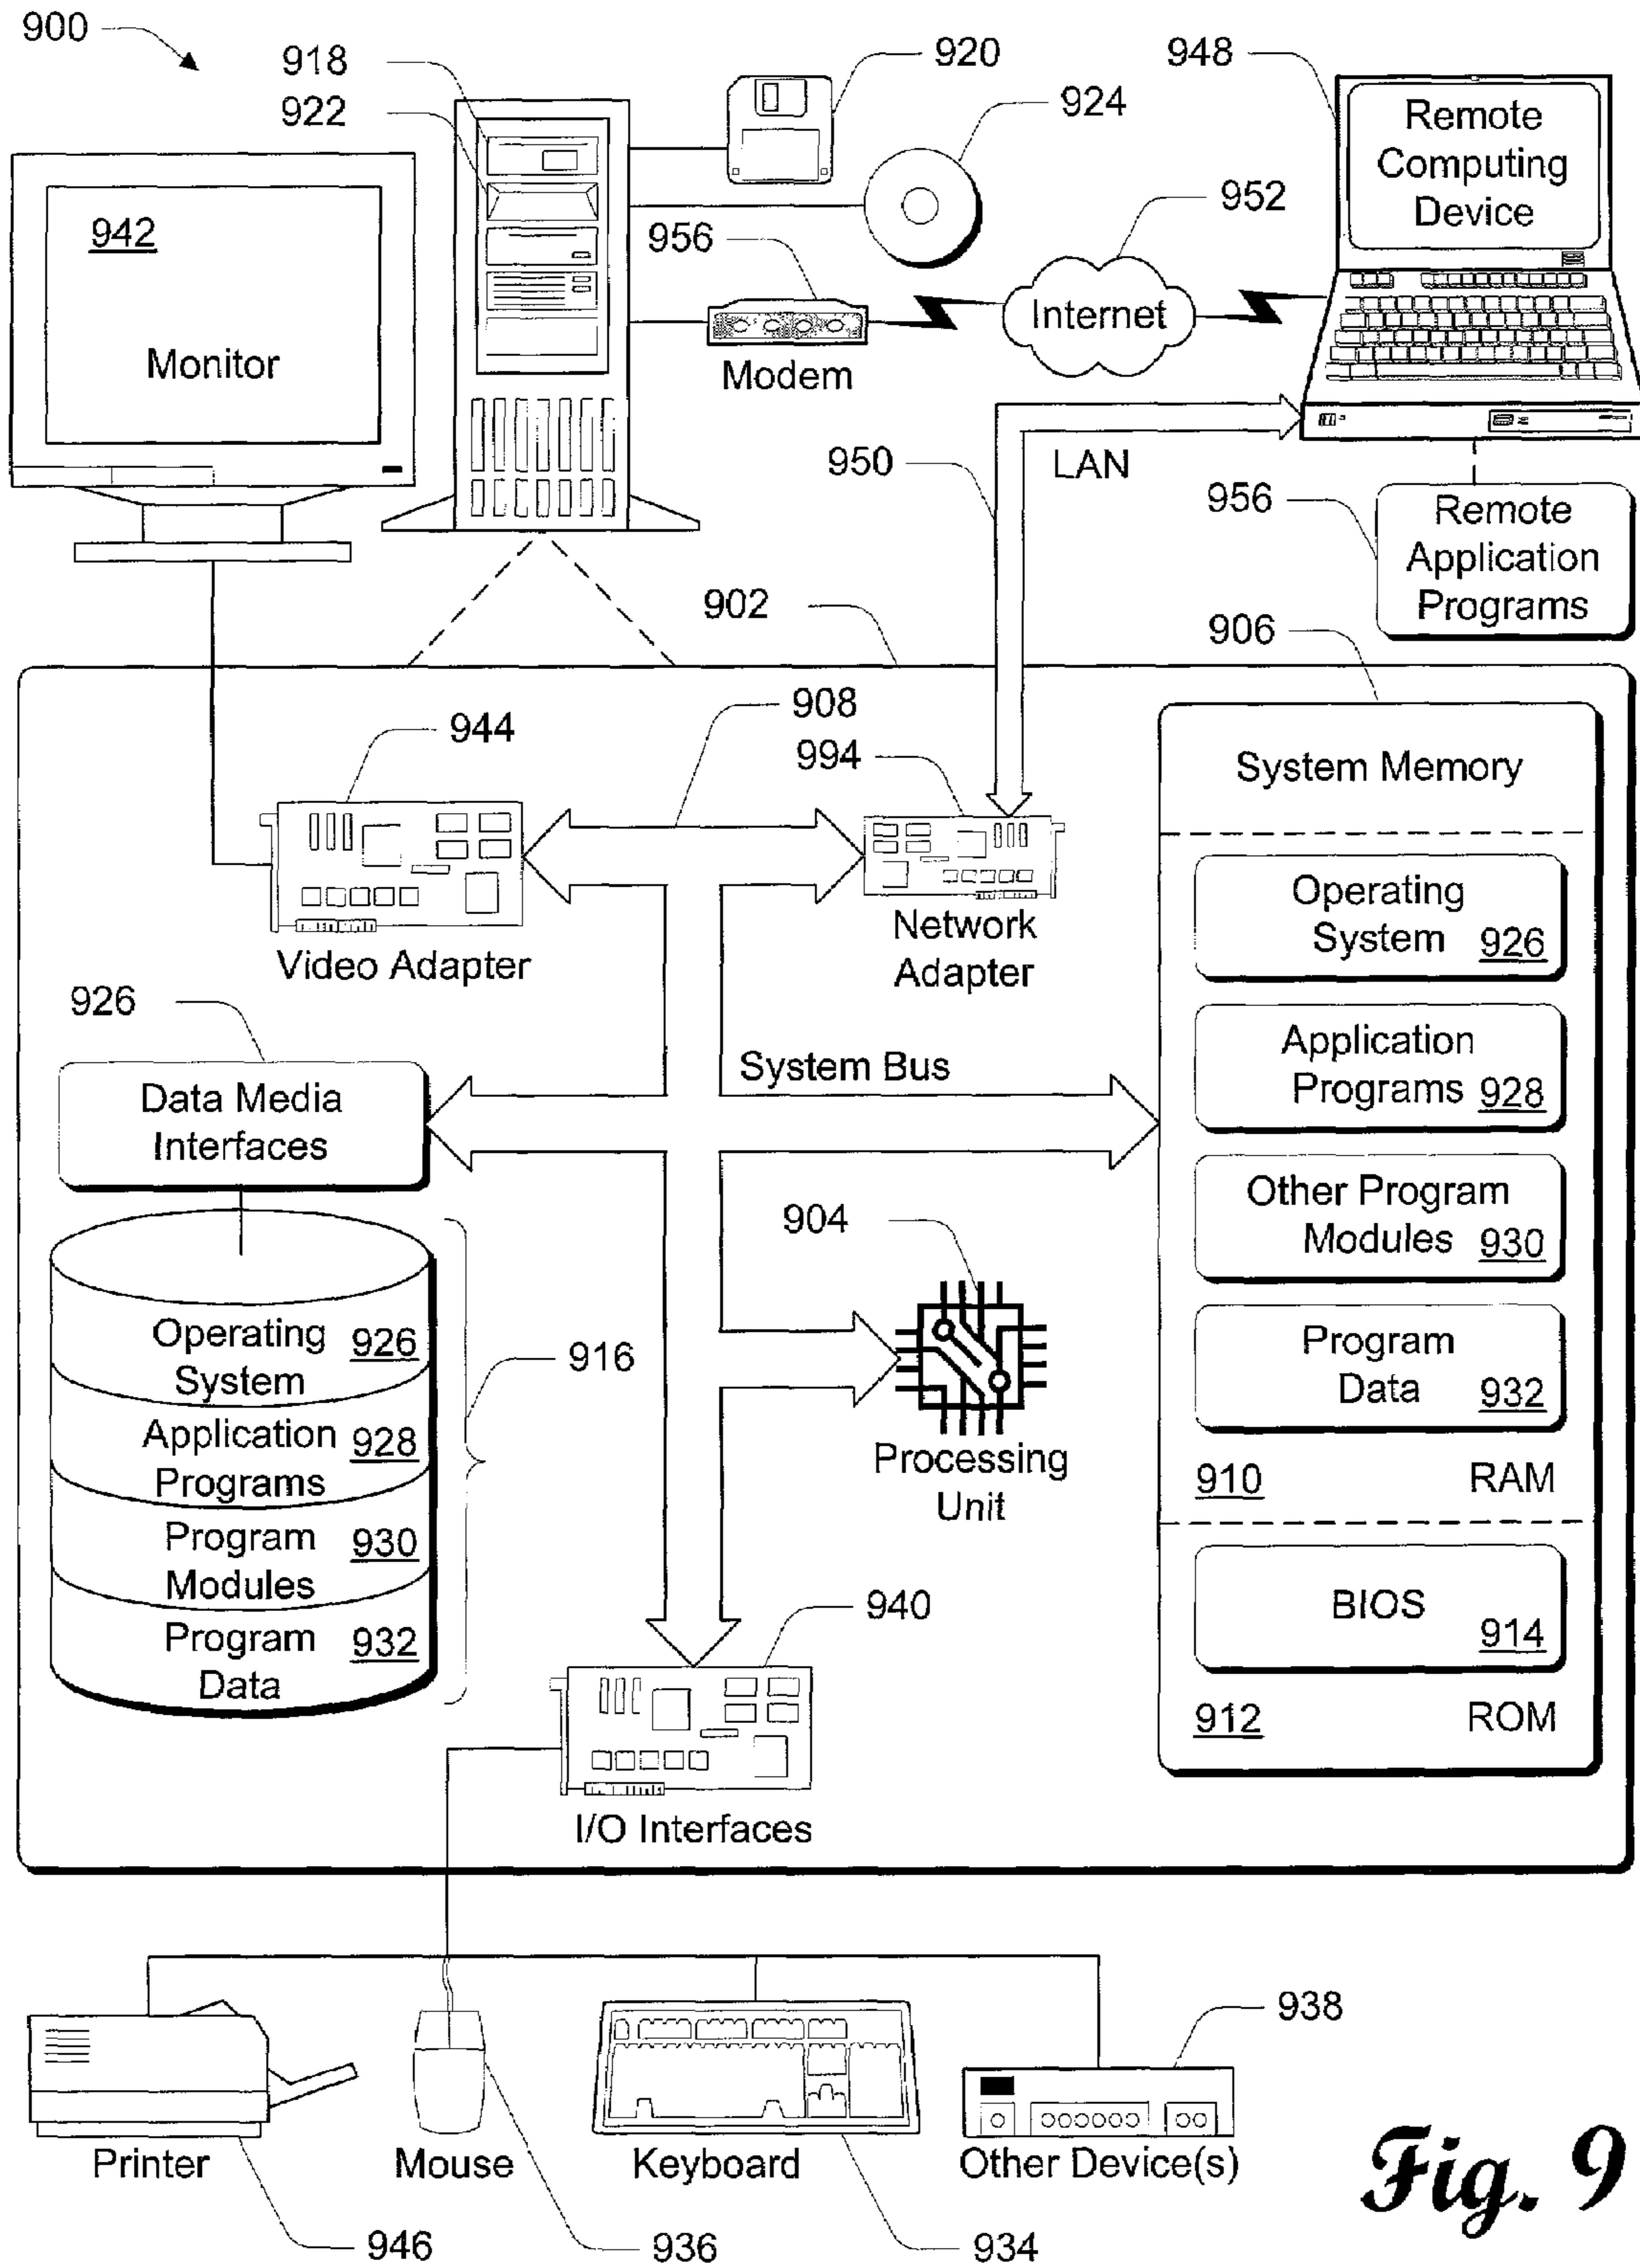 900
918
922
920
924
948
Remote
Computing
Device
942
Monitor
956
Modem
952
Internet
950
LAN
956
Remote
Application
Programs
902
906
908
944
994
System Memory
Video Adapter
Network
Adapter
Operating
System 926
Application
Programs 928
Other Program
Modules 930
Program
Data 932
910 RAM
BIOS
914
912 ROM
926
Data Media
Interfaces
System Bus
904
Processing
Unit
Operating 926
System
Application 928
Programs
Program 930
Modules
Program 932
Data
916
940
I/O Interfaces
938
Printer
Mouse
Keyboard
Other Device(s)
946
936
934
Fig. 9